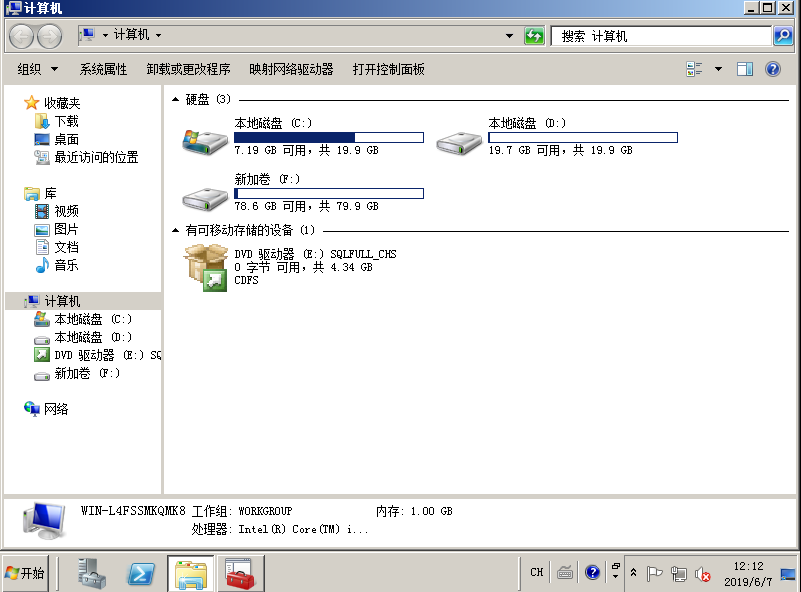 计算机
计算机
搜索 计算机
组织
系统属性
卸载或更改程序
映射网络驱动器
打开控制面板
收藏夹
下载
桌面
最近访问的位置
库
视频
图片
文档
音乐
计算机
本地磁盘 (C:)
本地磁盘 (D:)
DVD 驱动器 (E:) SQ
新加卷 (F:)
网络
硬盘 (3)
本地磁盘 (C:)
7.19 GB 可用，共 19.9 GB
本地磁盘 (D:)
19.7 GB 可用，共 19.9 GB
新加卷 (F:)
78.6 GB 可用，共 79.9 GB
有可移动存储的设备 (1)
DVD 驱动器 (E:) SQLFULL_CHS
0 字节 可用，共 4.34 GB
CDFS
WIN-L4FSSMKQMK8 工作组: WORKGROUP 内存: 1.00 GB
处理器: Intel(R) Core(TM) i...
开始
CH
12:12
2019/6/7